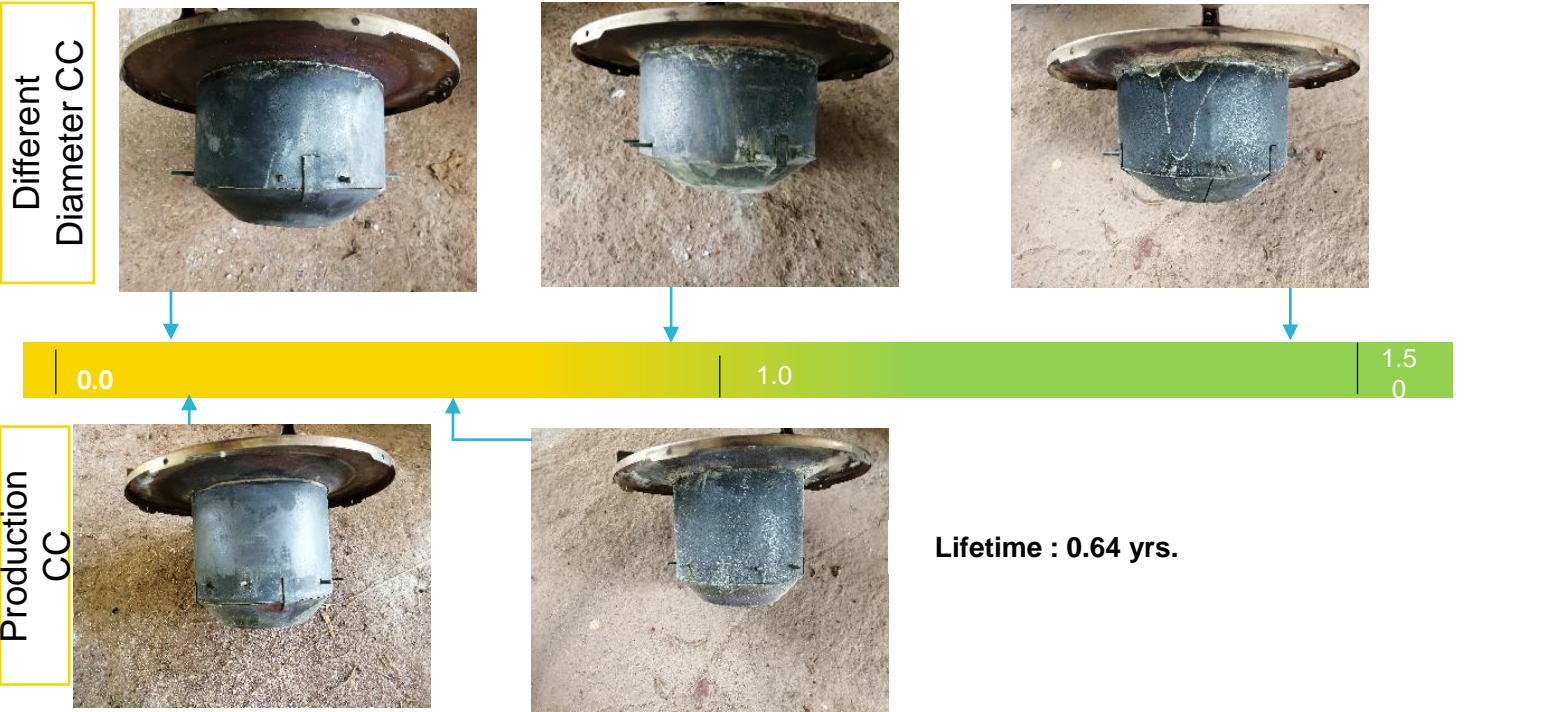 Different
Diameter CC
0.0
1.0
1.5
0
Production
CC
Lifetime : 0.64 yrs.